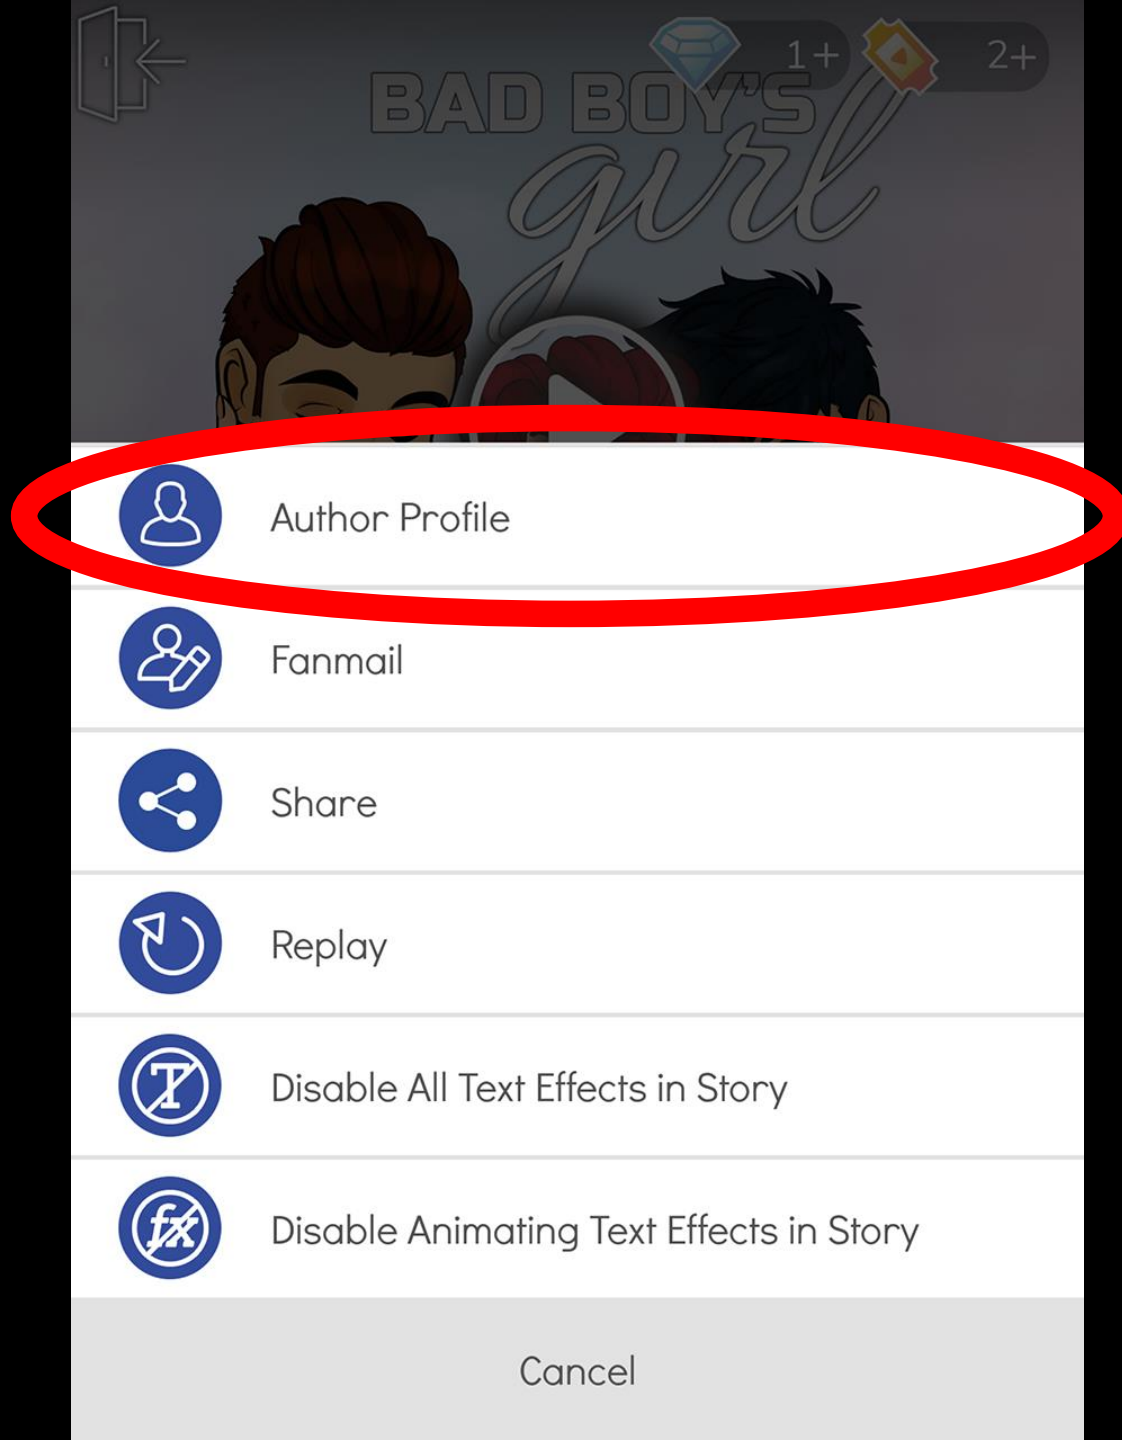 1+
2+
BAD BOY'S
girl
Author Profile
Fanmail
Share
Replay
T
Disable All Text Effects in Story
fx
Disable Animating Text Effects in Story
Cancel